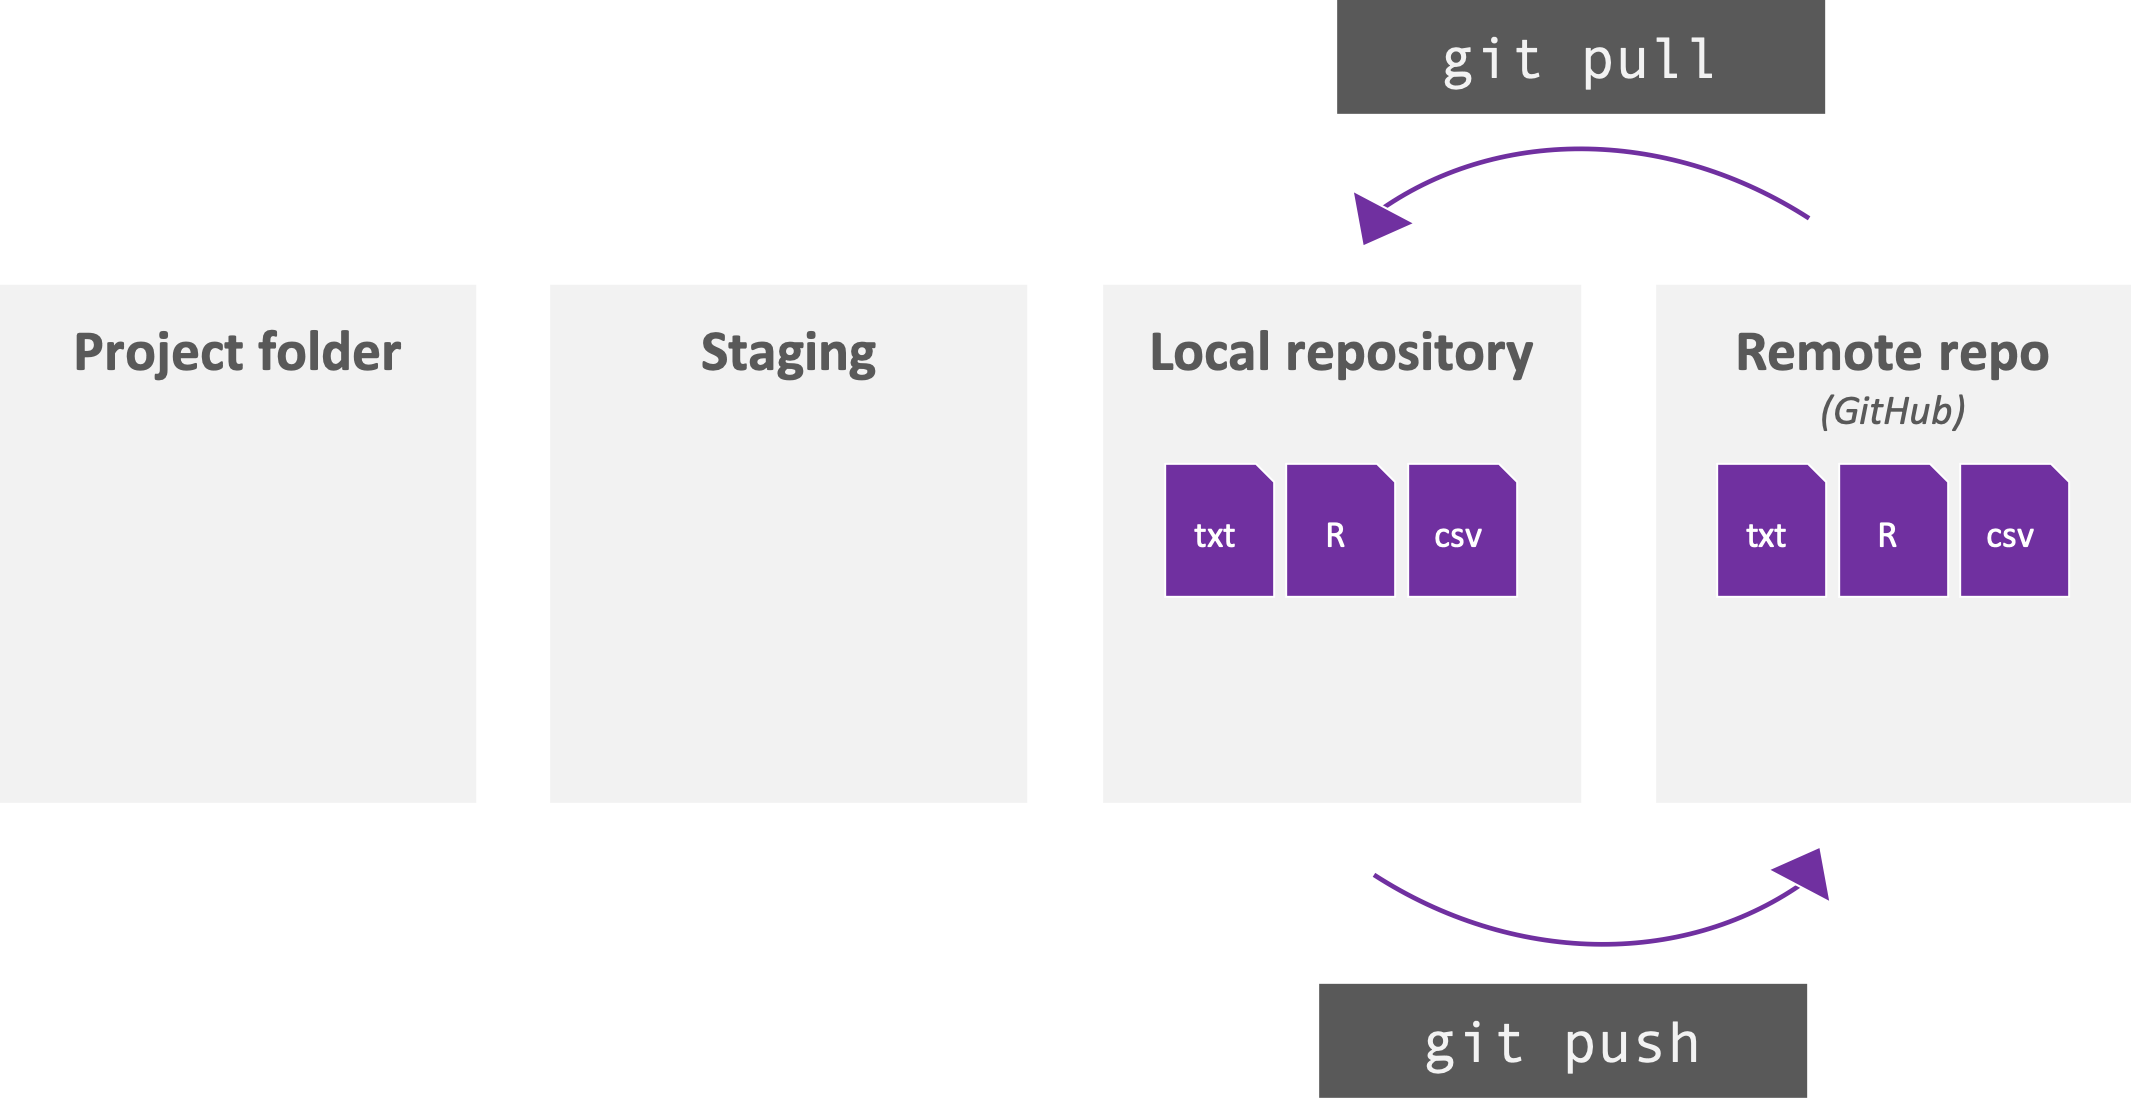 git pull
Project folder
Staging
Local repository
Remote repo
(GitHub)
txt
R
csv
txt
R
csv
git push